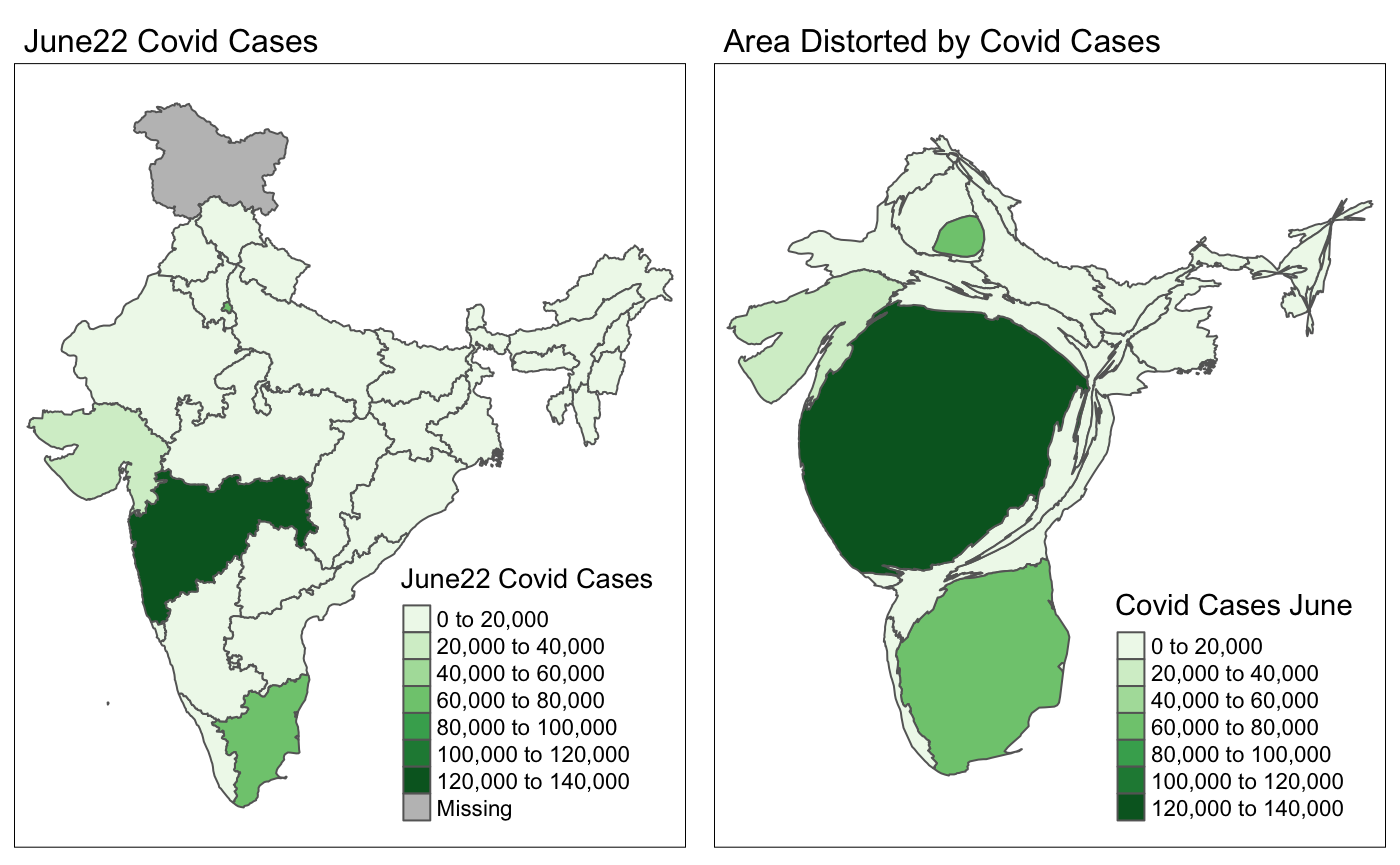 June22 Covid Cases
Area Distorted by Covid Cases
June22 Covid Cases
0 to 20,000
20,000 to 40,000
40,000 to 60,000
60,000 to 80,000
80,000 to 100,000
100,000 to 120,000
120,000 to 140,000
Missing
Covid Cases June
0 to 20,000
20,000 to 40,000
40,000 to 60,000
60,000 to 80,000
80,000 to 100,000
100,000 to 120,000
120,000 to 140,000